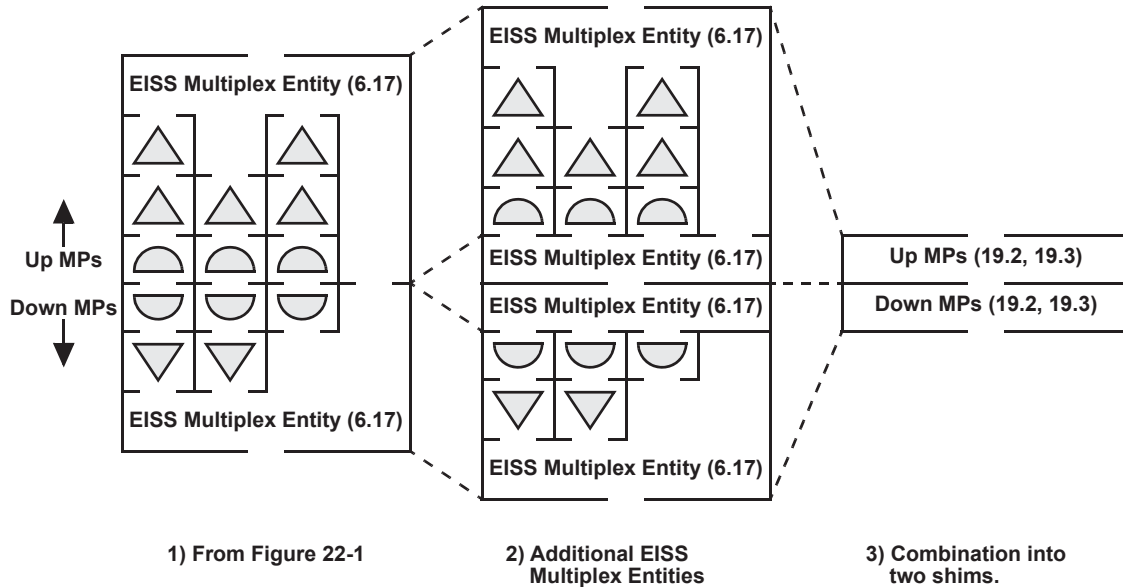 EISS Multiplex Entity (6.17)
EISS Multiplex Entity (6.17)
Up MPs
Down MPs
EISS Multiplex Entity (6.17)
EISS Multiplex Entity (6.17)
EISS Multiplex Entity (6.17)
EISS Multiplex Entity (6.17)
Up MPs (19.2, 19.3)
Down MPs (19.2, 19.3)
1) From Figure 22-1
2) Additional EISS
Multiplex Entities
3) Combination into
two shims.